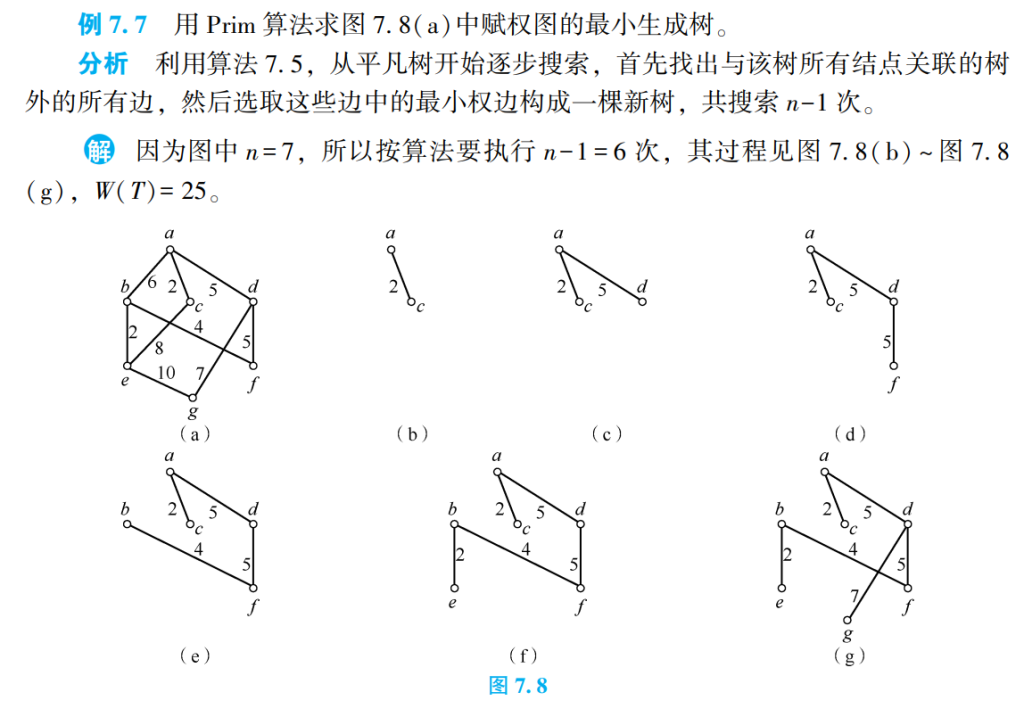 例 7.7 用 Prim 算法求图 7.8(a)中赋权图的最小生成树。
分析 利用算法 7.5，从平凡树开始逐步搜索，首先找出与该树所有结点关联的树
外的所有边，然后选取这些边中的最小权边构成一棵新树，共搜索 n-1 次。
解 因为图中 n=7，所以按算法要执行 n-1=6 次，其过程见图 7.8(b)~图 7.8
(g)，W(T)=25。
a a a a
b 6 2 5 d 2 2 5 d 2 5 d
c c c c
2 4 5 5
8
e 10 7 f f
g
(a) (b) (c) (d)
a a a
b 2 5 d b 2 5 d b 2 5 d
c c c
4 5 2 4 5 2 4 5
f e f e 7 f
g
(e) (f) (g)
图 7.8